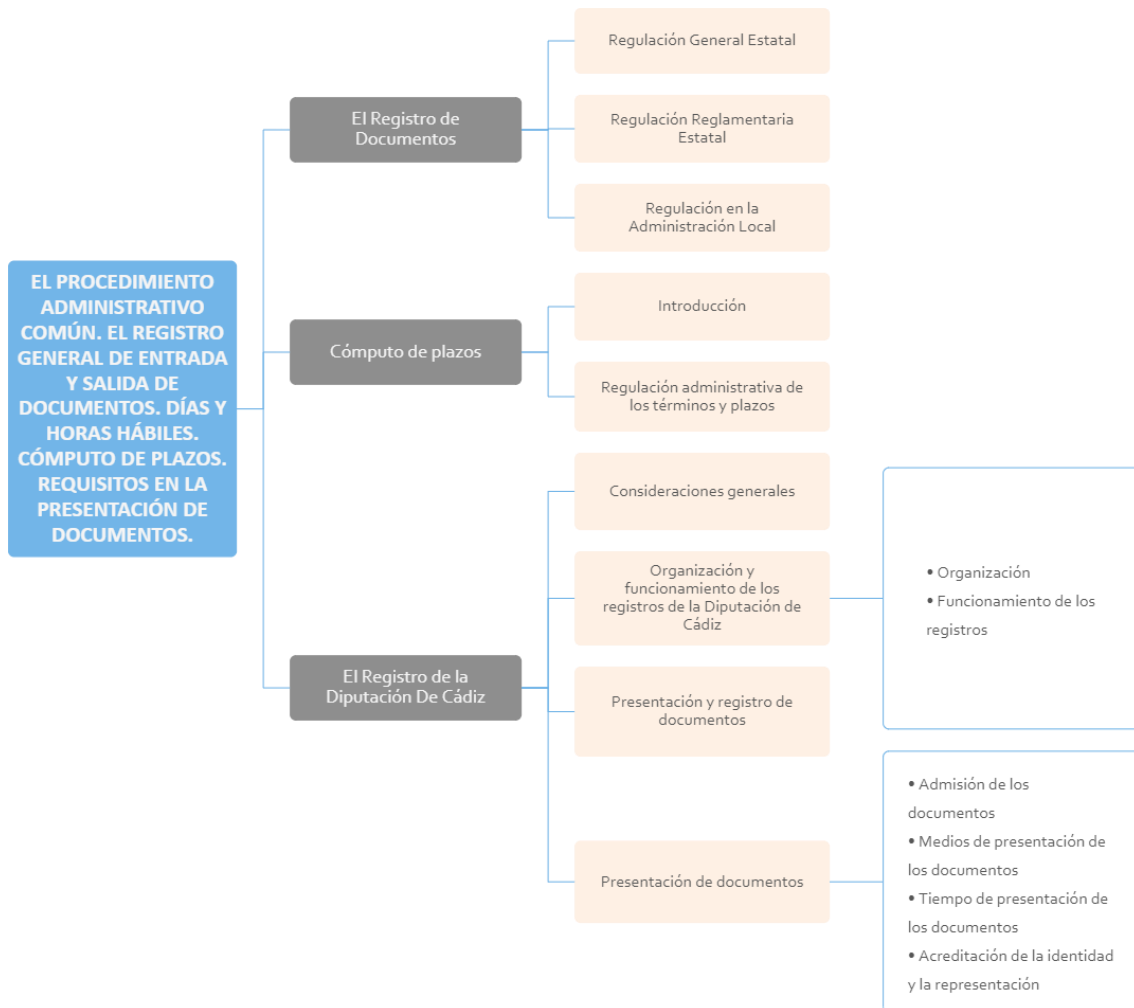 EL PROCEDIMIENTO
ADMINISTRATIVO
COMÚN. EL REGISTRO
GENERAL DE ENTRADA
Y SALIDA DE
DOCUMENTOS. DÍAS Y
HORAS HÁBILES.
CÓMPUTO DE PLAZOS.
REQUISITOS EN LA
PRESENTACIÓN DE
DOCUMENTOS.
El Registro de
Documentos
Regulación General Estatal
Regulación Reglamentaria
Estatal
Regulación en la
Administración Local
Cómputo de plazos
Introducción
Regulación administrativa de
los términos y plazos
El Registro de la
Diputación De Cádiz
Consideraciones generales
Organización y
funcionamiento de los
registros de la Diputación de
Cádiz
• Organización
• Funcionamiento de los
registros
Presentación y registro de
documentos
Presentación de documentos
• Admisión de los
documentos
• Medios de presentación de
los documentos
• Tiempo de presentación de
los documentos
• Acreditación de la identidad
y la representación